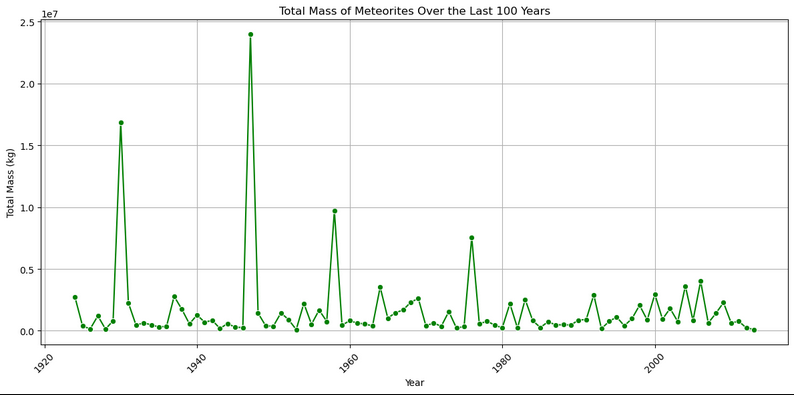 Total Mass of Meteorites Over the Last 100 Years
1e7
2.5
2.0
1.5
1.0
0.5
0.0
Total Mass (kg)
1920
1940
1960
1980
2000
Year